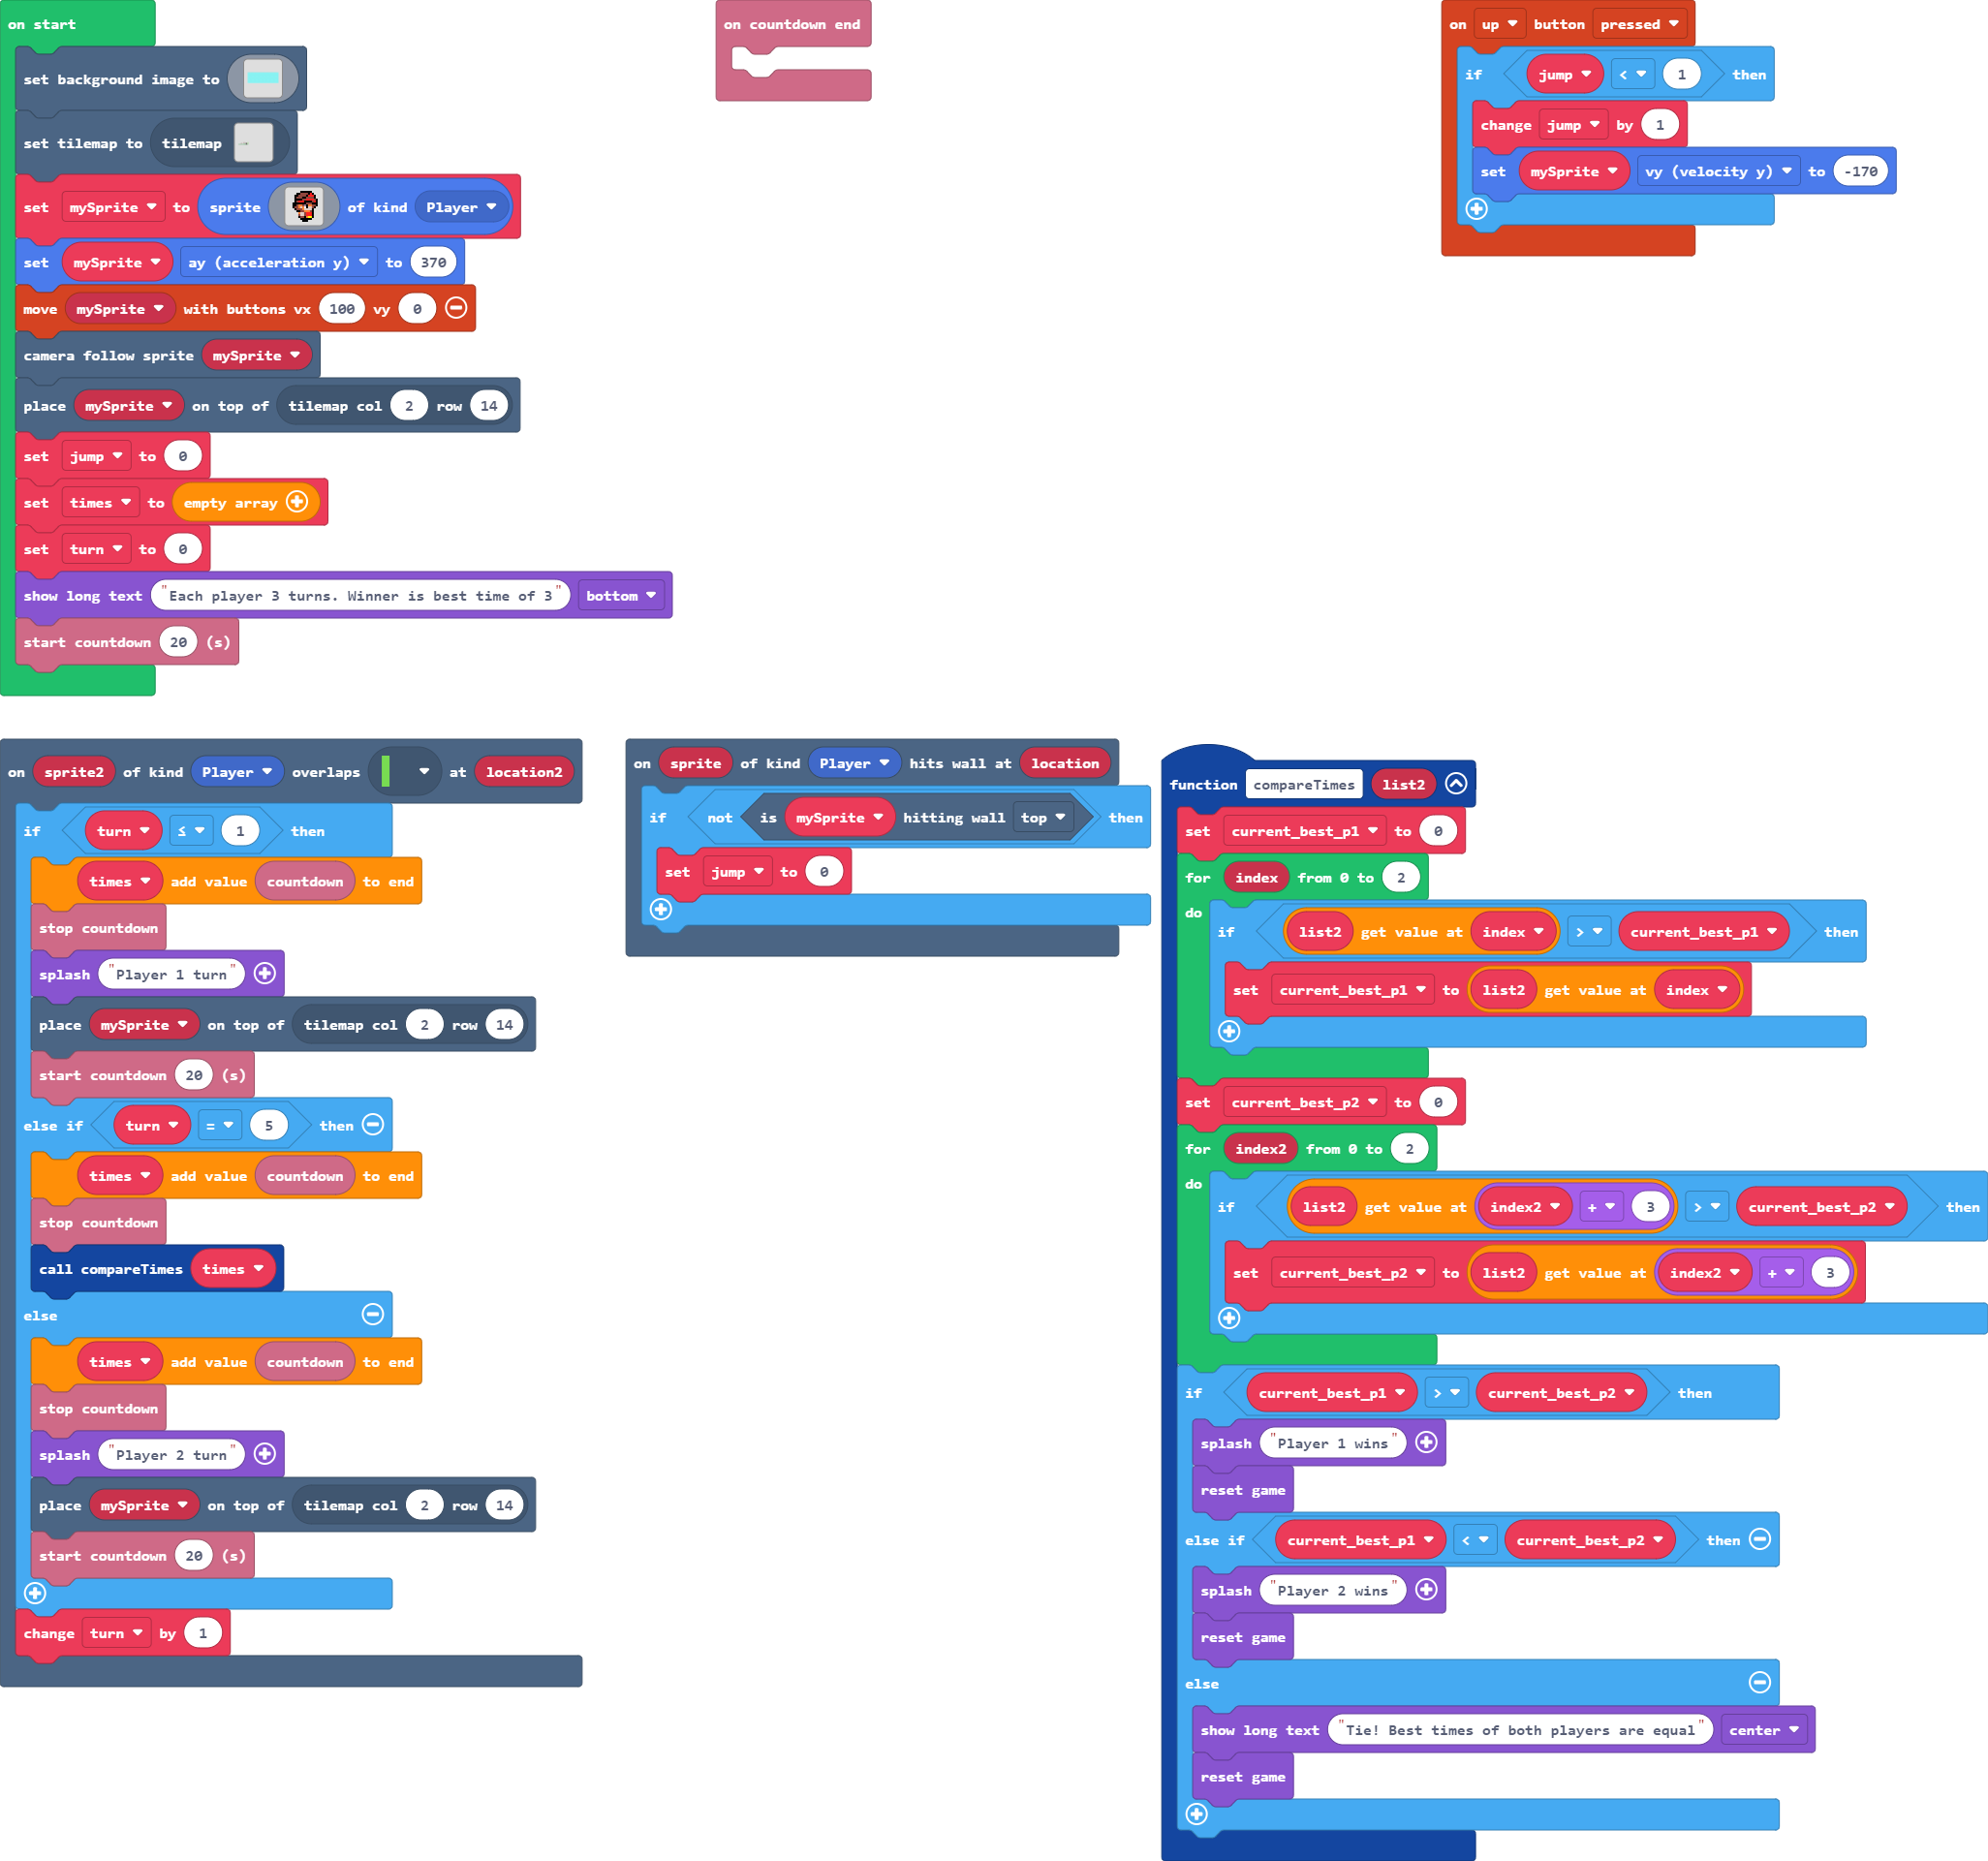 on start
set background image to
set tilemap to tilemap
set mySprite to sprite of kind Player
set mySprite ay (acceleration y) to 370
move mySprite with buttons vx 100 vy 0
camera follow sprite mySprite
place mySprite on top of tilemap col 2 row 14
set jump to 0
set times to empty array
set turn to 0
show long text "Each player 3 turns. Winner is best time of 3" bottom
start countdown 20 (s)
on countdown end
on up button pressed
if jump < 1 then
change jump by 1
set mySprite vy (velocity y) to -170
on sprite2 of kind Player overlaps at location2
if turn ≤ 1 then
times add value countdown to end
stop countdown
splash "Player 1 turn"
place mySprite on top of tilemap col 2 row 14
start countdown 20 (s)
else if turn = 5 then
times add value countdown to end
stop countdown
call compareTimes times
else
times add value countdown to end
stop countdown
splash "Player 2 turn"
place mySprite on top of tilemap col 2 row 14
start countdown 20 (s)
change turn by 1
on sprite of kind Player hits wall at location
if not is mySprite hitting wall top then
set jump to 0
function compareTimes list2
set current_best_p1 to 0
for index from 0 to 2
do if list2 get value at index > current_best_p1 then
set current_best_p1 to list2 get value at index
set current_best_p2 to 0
for index2 from 0 to 2
do if list2 get value at index2 + 3 > current_best_p2 then
set current_best_p2 to list2 get value at index2 + 3
if current_best_p1 > current_best_p2 then
splash "Player 1 wins"
reset game
else if current_best_p1 < current_best_p2 then
splash "Player 2 wins"
reset game
else
show long text "Tie! Best times of both players are equal" center
reset game